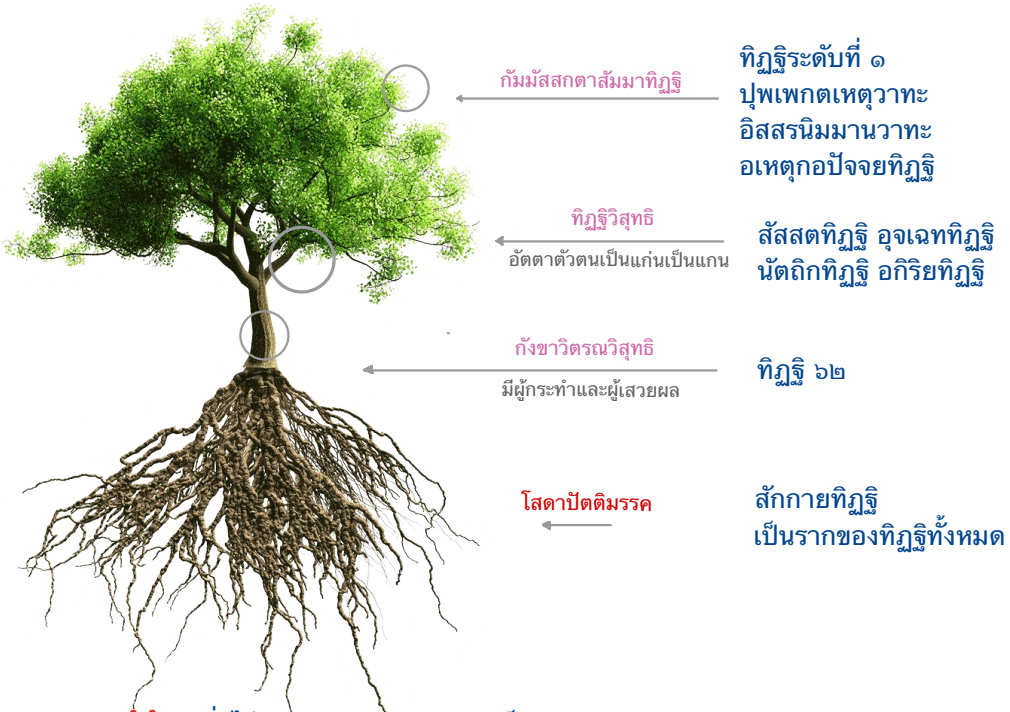 กัมมัสสกตาสัมมาทิฏฐิ
ทิฏฐิระดับที่ ๑
ปุพเพกตเหตุวาทะ
อิสสรนิมมานวาทะ
อเหตุกอปัจจยทิฏฐิ
ทิฏฐิวิสุทธิ
อัตตาตัวตนเป็นแก่นเป็นแกน
สัสสตทิฏฐิ อุจเฉททิฏฐิ
นัตถิกทิฏฐิ อกิริยทิฏฐิ
กังขาวิตรณวิสุทธิ
มีผู้กระทำและผู้เสวยผล
ทิฏฐิ ๖๒
โสดาปัตติมรรค
สักกายทิฏฐิ
เป็นรากของทิฏฐิทั้งหมด